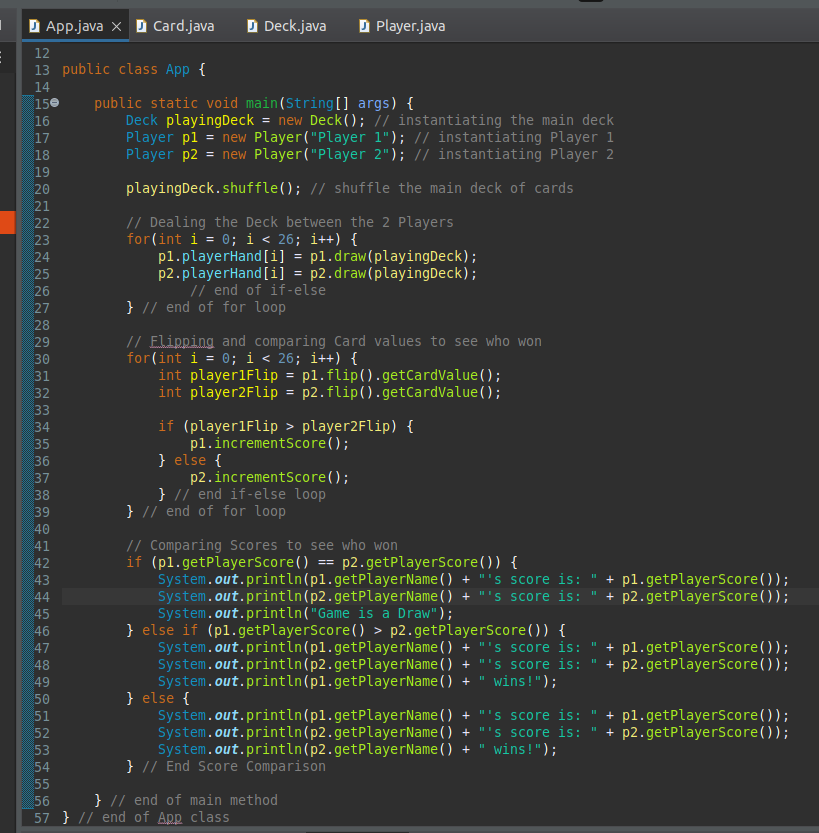 App.java Card.java Deck.java Player.java
12
13 public class App {
14
15 public static void main(String[] args) {
16 Deck playingDeck = new Deck(); // instantiating the main deck
17 Player p1 = new Player("Player 1"); // instantiating Player 1
18 Player p2 = new Player("Player 2"); // instantiating Player 2
19
20 playingDeck.shuffle(); // shuffle the main deck of cards
21
22 // Dealing the Deck between the 2 Players
23 for(int i = 0; i < 26; i++) {
24 p1.playerHand[i] = p1.draw(playingDeck);
25 p2.playerHand[i] = p2.draw(playingDeck);
26 // end of if-else
27 } // end of for loop
28
29 // Flipping and comparing Card values to see who won
30 for(int i = 0; i < 26; i++) {
31 int player1Flip = p1.flip().getCardValue();
32 int player2Flip = p2.flip().getCardValue();
33
34 if (player1Flip > player2Flip) {
35 p1.incrementScore();
36 } else {
37 p2.incrementScore();
38 } // end if-else loop
39 } // end of for loop
40
41 // Comparing Scores to see who won
42 if (p1.getPlayerScore() == p2.getPlayerScore()) {
43 System.out.println(p1.getPlayerName() + "'s score is: " + p1.getPlayerScore());
44 System.out.println(p2.getPlayerName() + "'s score is: " + p2.getPlayerScore());
45 System.out.println("Game is a Draw");
46 } else if (p1.getPlayerScore() > p2.getPlayerScore()) {
47 System.out.println(p1.getPlayerName() + "'s score is: " + p1.getPlayerScore());
48 System.out.println(p2.getPlayerName() + "'s score is: " + p2.getPlayerScore());
49 System.out.println(p1.getPlayerName() + " wins!");
50 } else {
51 System.out.println(p1.getPlayerName() + "'s score is: " + p1.getPlayerScore());
52 System.out.println(p2.getPlayerName() + "'s score is: " + p2.getPlayerScore());
53 System.out.println(p2.getPlayerName() + " wins!");
54 } // End Score Comparison
55
56 } // end of main method
57 } // end of App class